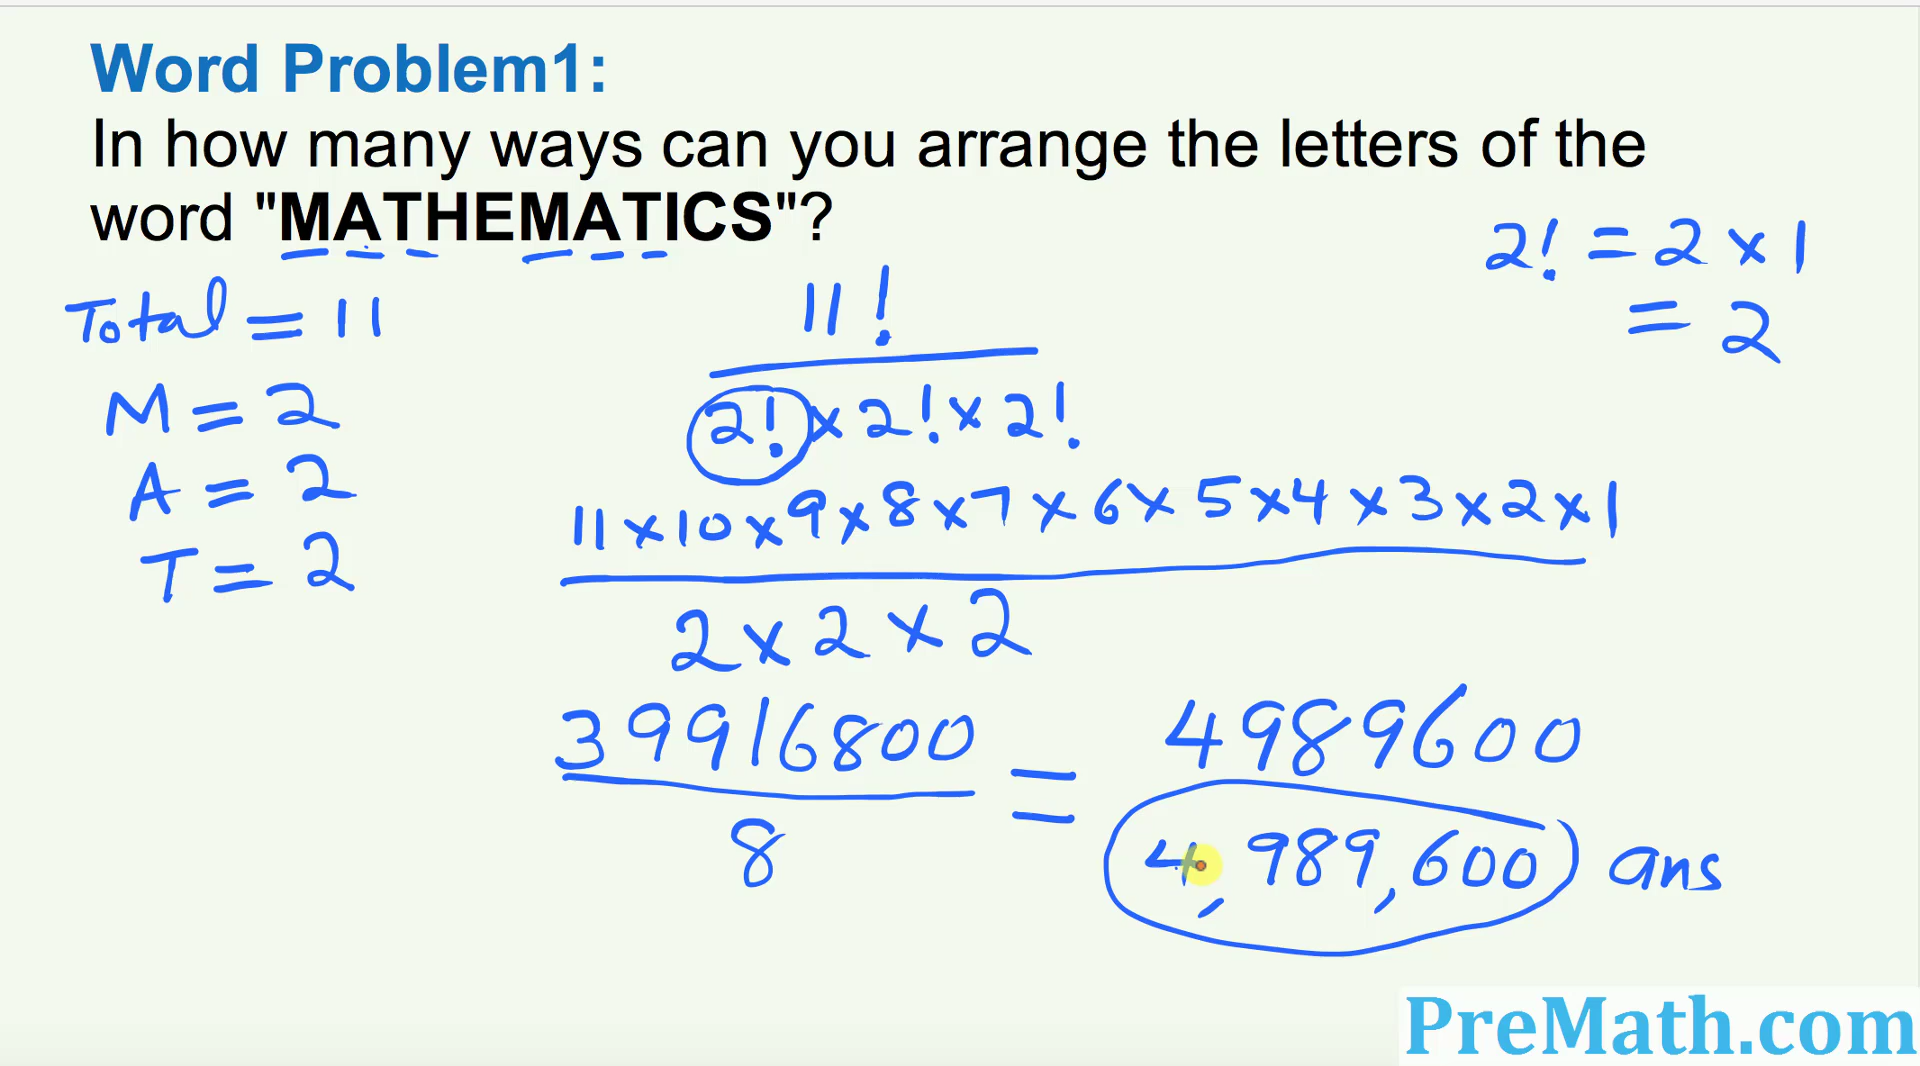 Word Problem1:
In how many ways can you arrange the letters of the
word "MATHEMATICS"?
Total = 11
M = 2
A = 2
T = 2
11!
2! × 2! × 2!
11 × 10 × 9 × 8 × 7 × 6 × 5 × 4 × 3 × 2 × 1
2 × 2 × 2
39916800
8
= 4989600
4,989,600 ans
2! = 2 × 1
= 2
PreMath.com